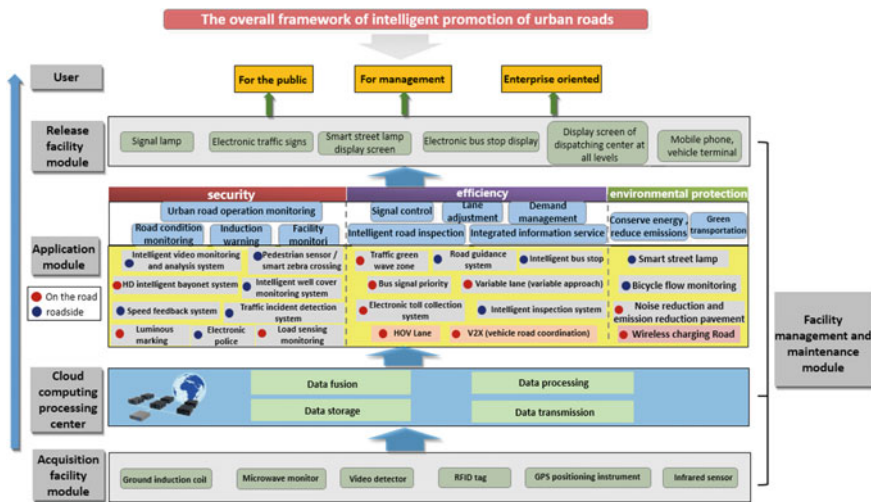 The overall framework of intelligent promotion of urban roads
User
For the public
For management
Enterprise oriented
Release
facility
module
Signal lamp
Electronic traffic signs
Smart street lamp
display screen
Electronic bus stop display
Display screen of
dispatching center at
all levels
Mobile phone,
vehicle terminal
security
efficiency
environmental protection
Urban road operation monitoring
Road condition
monitoring
Induction
warning
Facility
monitori
Signal control
Lane
adjustment
Demand
management
Intelligent road inspection
Integrated information service
Conserve energy,
reduce emissions
Green
transportation
Application
module
On the road
roadside
Intelligent video monitoring
and analysis system
Pedestrian sensor /
smart zebra crossing
HD intelligent bayonet system
Intelligent well cover
monitoring system
Speed feedback system
Traffic incident detection
system
Luminous
marking
Electronic
police
Load sensing
monitoring
Traffic green
wave zone
Road guidance
system
Intelligent bus stop
Bus signal priority
Variable lane (variable approach)
Electronic toll collection
system
Intelligent inspection system
HOV Lane
V2X (vehicle road coordination)
Smart street lamp
Bicycle flow monitoring
Noise reduction and
emission reduction pavement
Wireless charging Road
Facility
management and
maintenance
module
Cloud
computing
processing
center
Data fusion
Data processing
Data storage
Data transmission
Acquisition
facility
module
Ground induction coil
Microwave monitor
Video detector
RFID tag
GPS positioning instrument
Infrared sensor